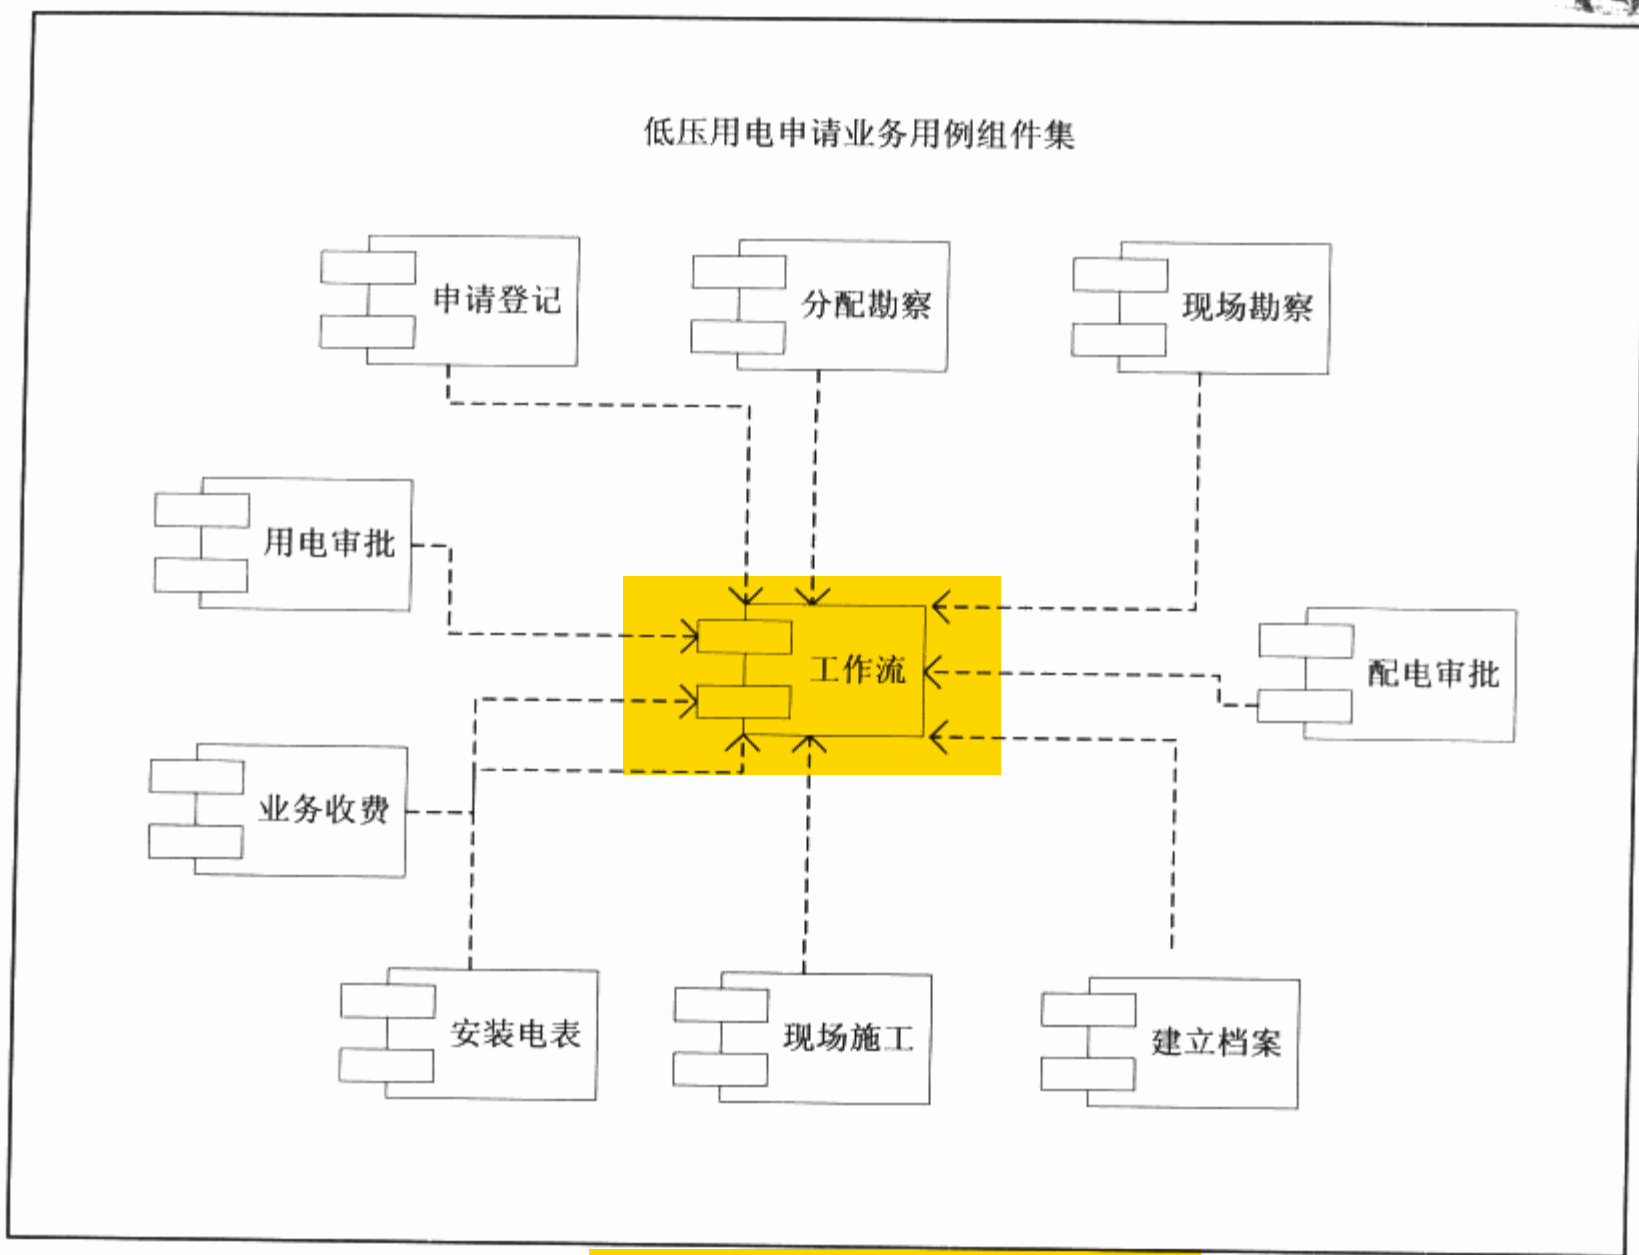 低压用电申请业务用例组件集
申请登记
分配勘察
现场勘察
用电审批
工作流
配电审批
业务收费
安装电表
现场施工
建立档案